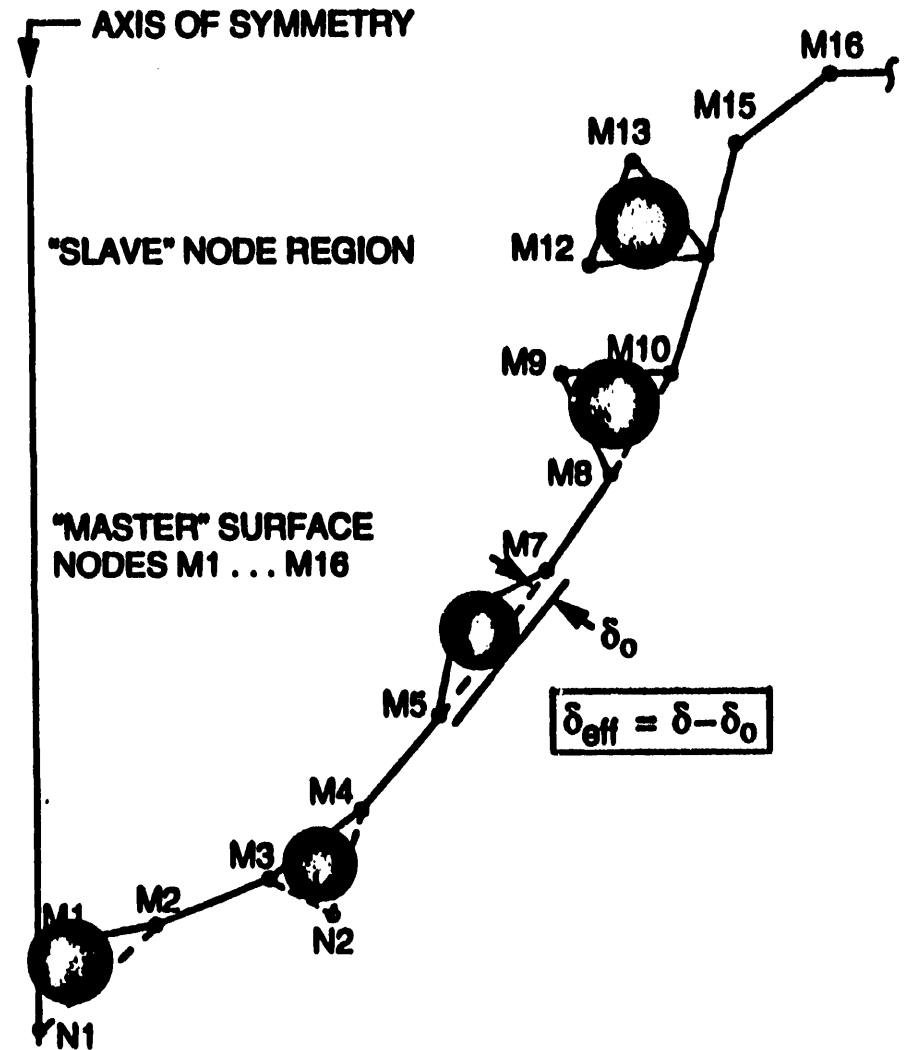 AXIS OF SYMMETRY
M16
M15
M13
"SLAVE" NODE REGION
M12
M10
M9
M8
"MASTER" SURFACE
NODES M1 . . . M16
M7
δo
M5
δeff = δ–δo
M4
M3
M2
M1
N2
N1